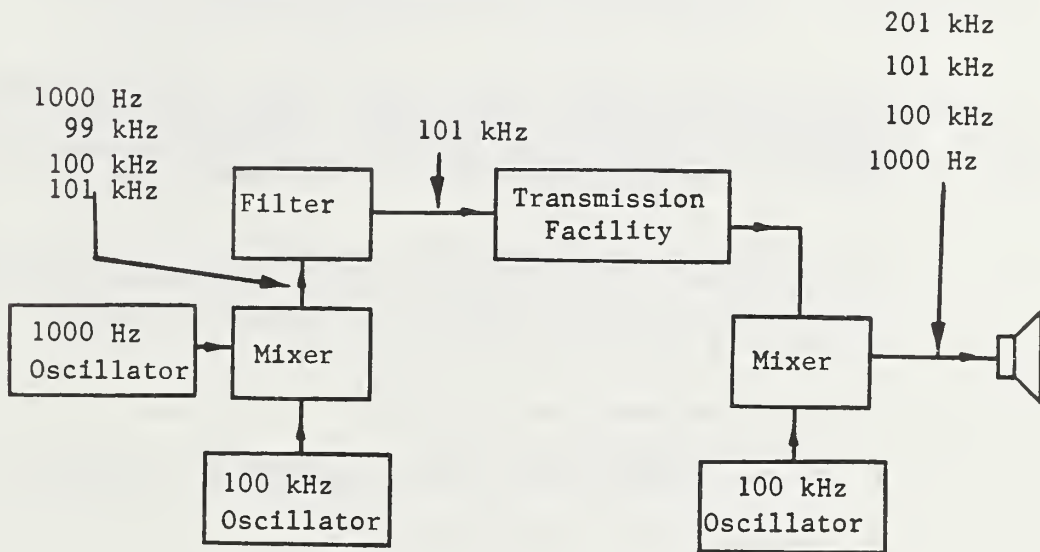 201 kHz
101 kHz
100 kHz
1000 Hz
1000 Hz
99 kHz
100 kHz
101 kHz
101 kHz
Filter
Transmission
Facility
1000 Hz
Oscillator
Mixer
Mixer
100 kHz
Oscillator
100 kHz
Oscillator